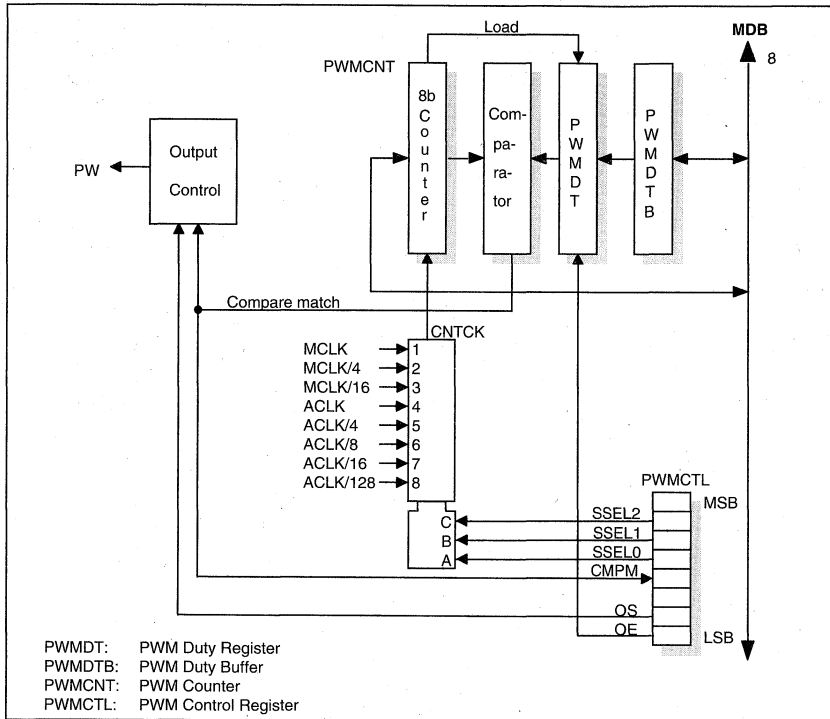 Load
MDB
8
PWMCNT
8b
Counter
Com-
pa-
ra-
tor
PWMDT
PWMDTB
Output
Control
PW
Compare match
CNTCK
MCLK 1
MCLK/4 2
MCLK/16 3
ACLK 4
ACLK/4 5
ACLK/8 6
ACLK/16 7
ACLK/128 8
PWMCTL
MSB
C SSEL2
B SSEL1
A SSEL0
CMPM
OS
OE
LSB
PWMDT: PWM Duty Register
PWMDTB: PWM Duty Buffer
PWMCNT: PWM Counter
PWMCTL: PWM Control Register